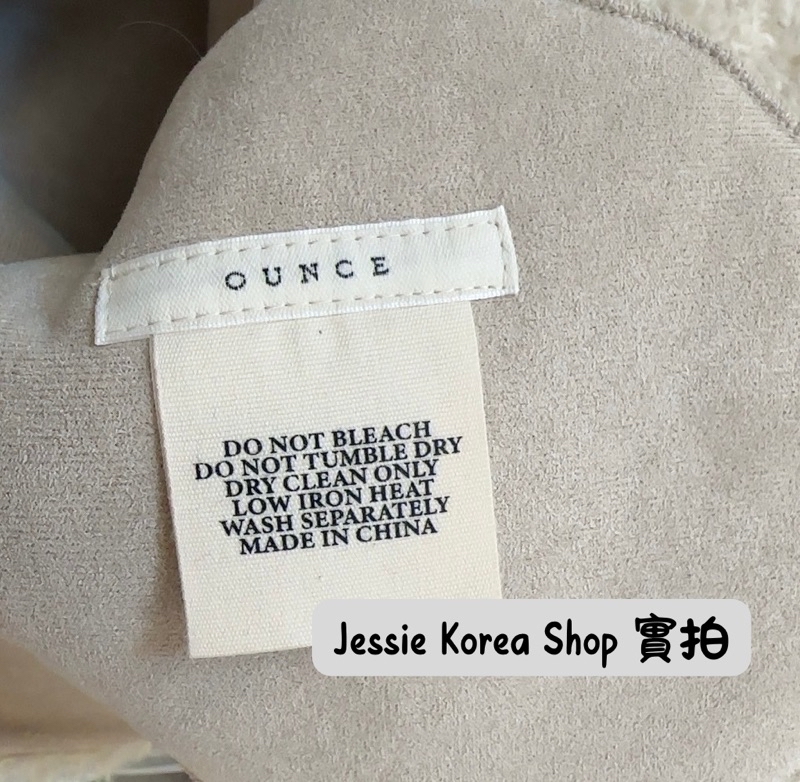 OUNCE
DO NOT BLEACH
DO NOT TUMBLE DRY
DRY CLEAN ONLY
LOW IRON HEAT
WASH SEPARATELY
MADE IN CHINA
Jessie Korea Shop 實拍